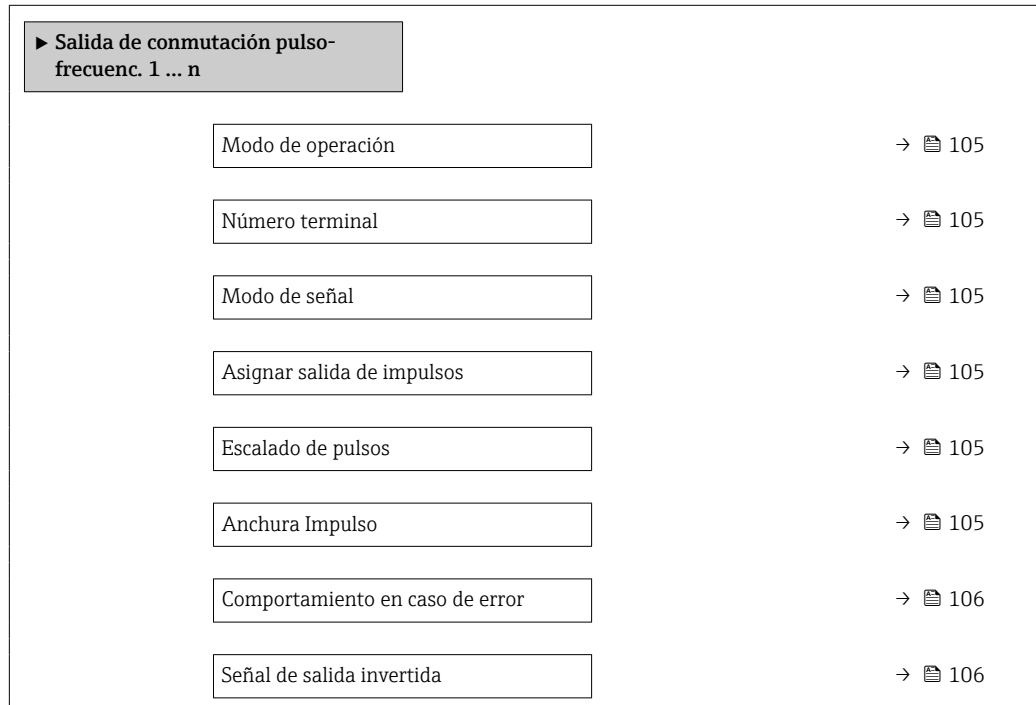 ▸ Salida de conmutación pulso-
frecuenc. 1 ... n
Modo de operación → 105
Número terminal → 105
Modo de señal → 105
Asignar salida de impulsos → 105
Escalado de pulsos → 105
Anchura Impulso → 105
Comportamiento en caso de error → 106
Señal de salida invertida → 106